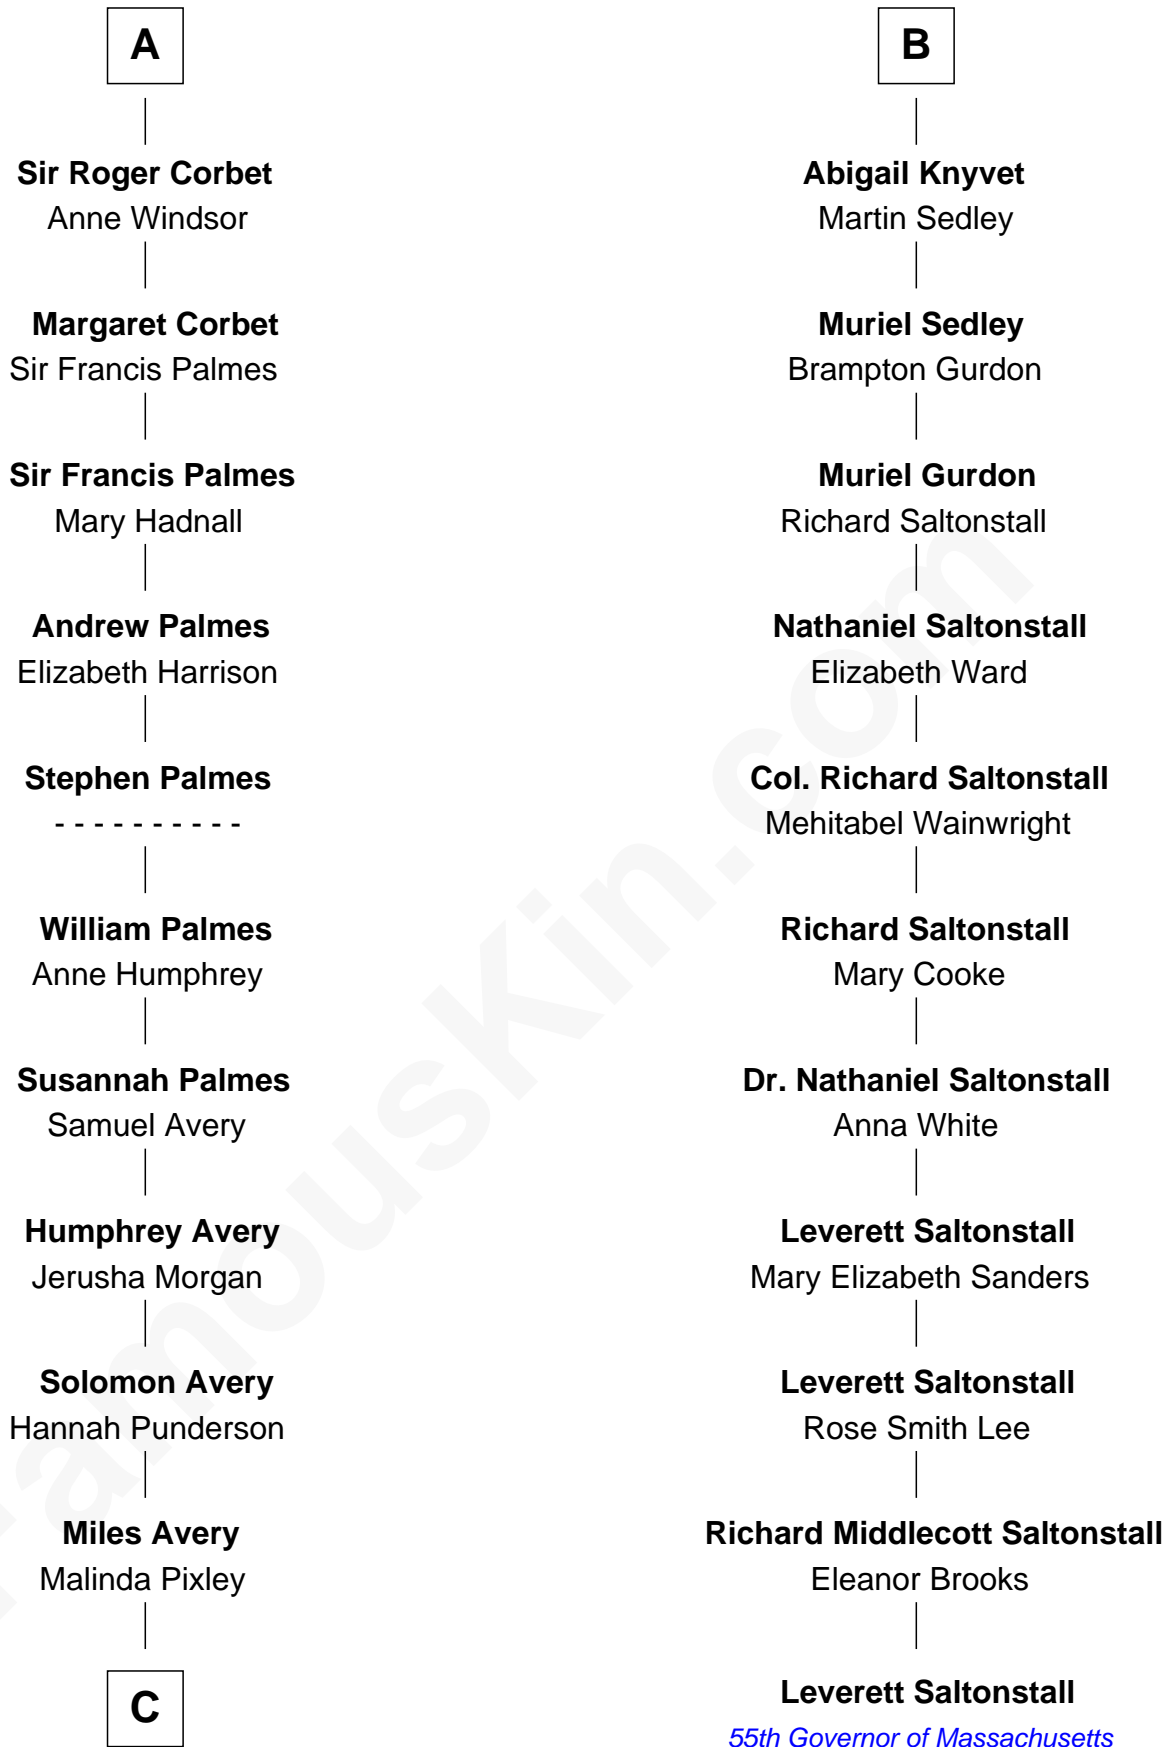 A
Sir Roger Corbet
Anne Windsor
Margaret Corbet
Sir Francis Palmes
Sir Francis Palmes
Mary Hadnall
Andrew Palmes
Elizabeth Harrison
Stephen Palmes
- - - - - - - - - -
William Palmes
Anne Humphrey
Susannah Palmes
Samuel Avery
Humphrey Avery
Jerusha Morgan
Solomon Avery
Hannah Punderson
Miles Avery
Malinda Pixley
C
B
Abigail Knyvet
Martin Sedley
Muriel Sedley
Brampton Gurdon
Muriel Gurdon
Richard Saltonstall
Nathaniel Saltonstall
Elizabeth Ward
Col. Richard Saltonstall
Mehitabel Wainwright
Richard Saltonstall
Mary Cooke
Dr. Nathaniel Saltonstall
Anna White
Leverett Saltonstall
Mary Elizabeth Sanders
Leverett Saltonstall
Rose Smith Lee
Richard Middlecott Saltonstall
Eleanor Brooks
Leverett Saltonstall
55th Governor of Massachusetts
FamousKin.com